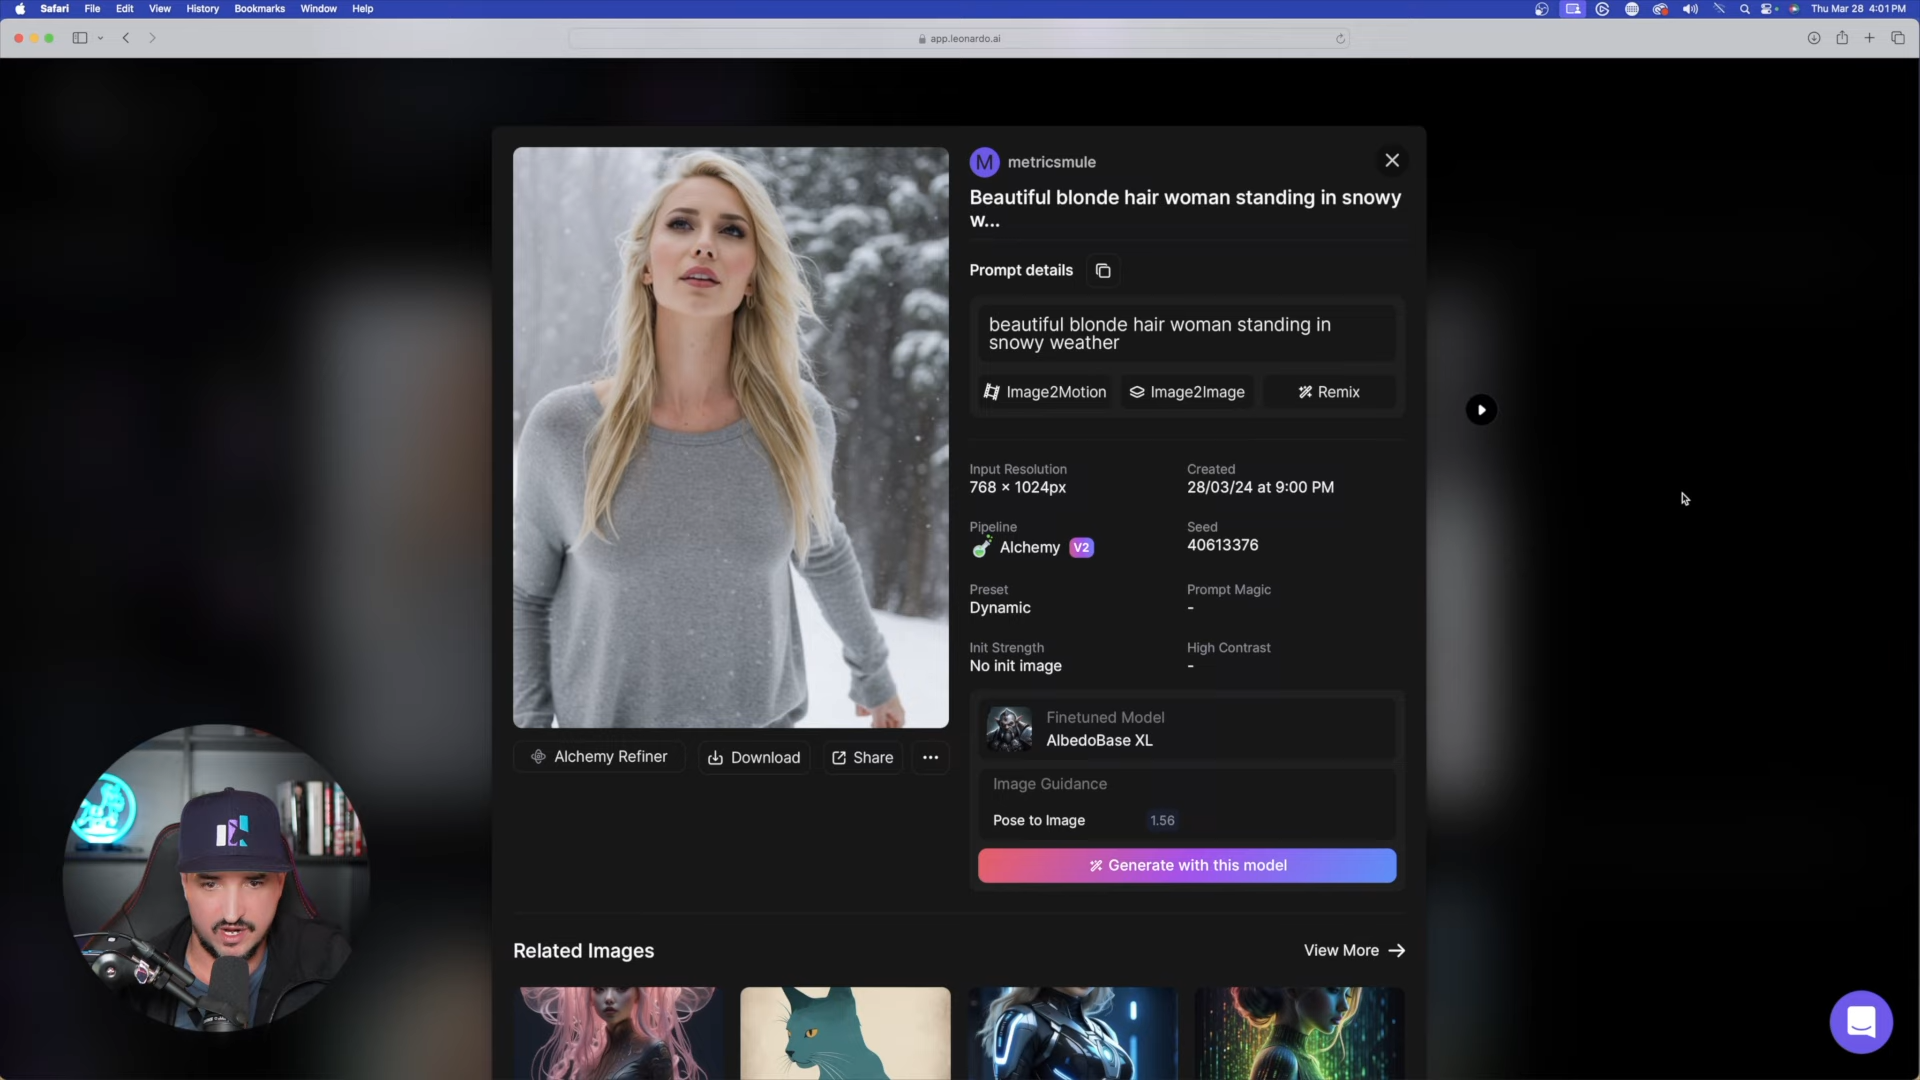 Safari File Edit View History Bookmarks Window Help
Thu Mar 28 4:01 PM
app.leonardo.ai
M metricsmule
Beautiful blonde hair woman standing in snowy
w...
Prompt details
beautiful blonde hair woman standing in
snowy weather
Image2Motion Image2Image Remix
Input Resolution Created
768 × 1024px 28/03/24 at 9:00 PM
Pipeline Seed
Alchemy V2 40613376
Preset Prompt Magic
Dynamic -
Init Strength High Contrast
No init image -
Finetuned Model
AlbedoBase XL
Alchemy Refiner Download Share
Image Guidance
Pose to Image 1.56
Generate with this model
Related Images View More